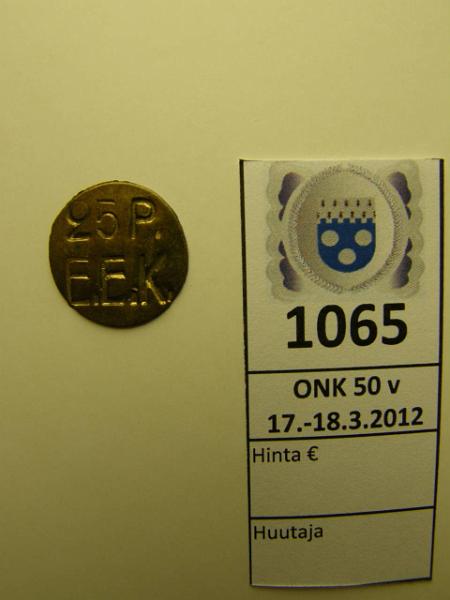 25 P.
E.E.K.
1065
ONK 50 v
17.-18.3.2012
Hinta €
Huutaja